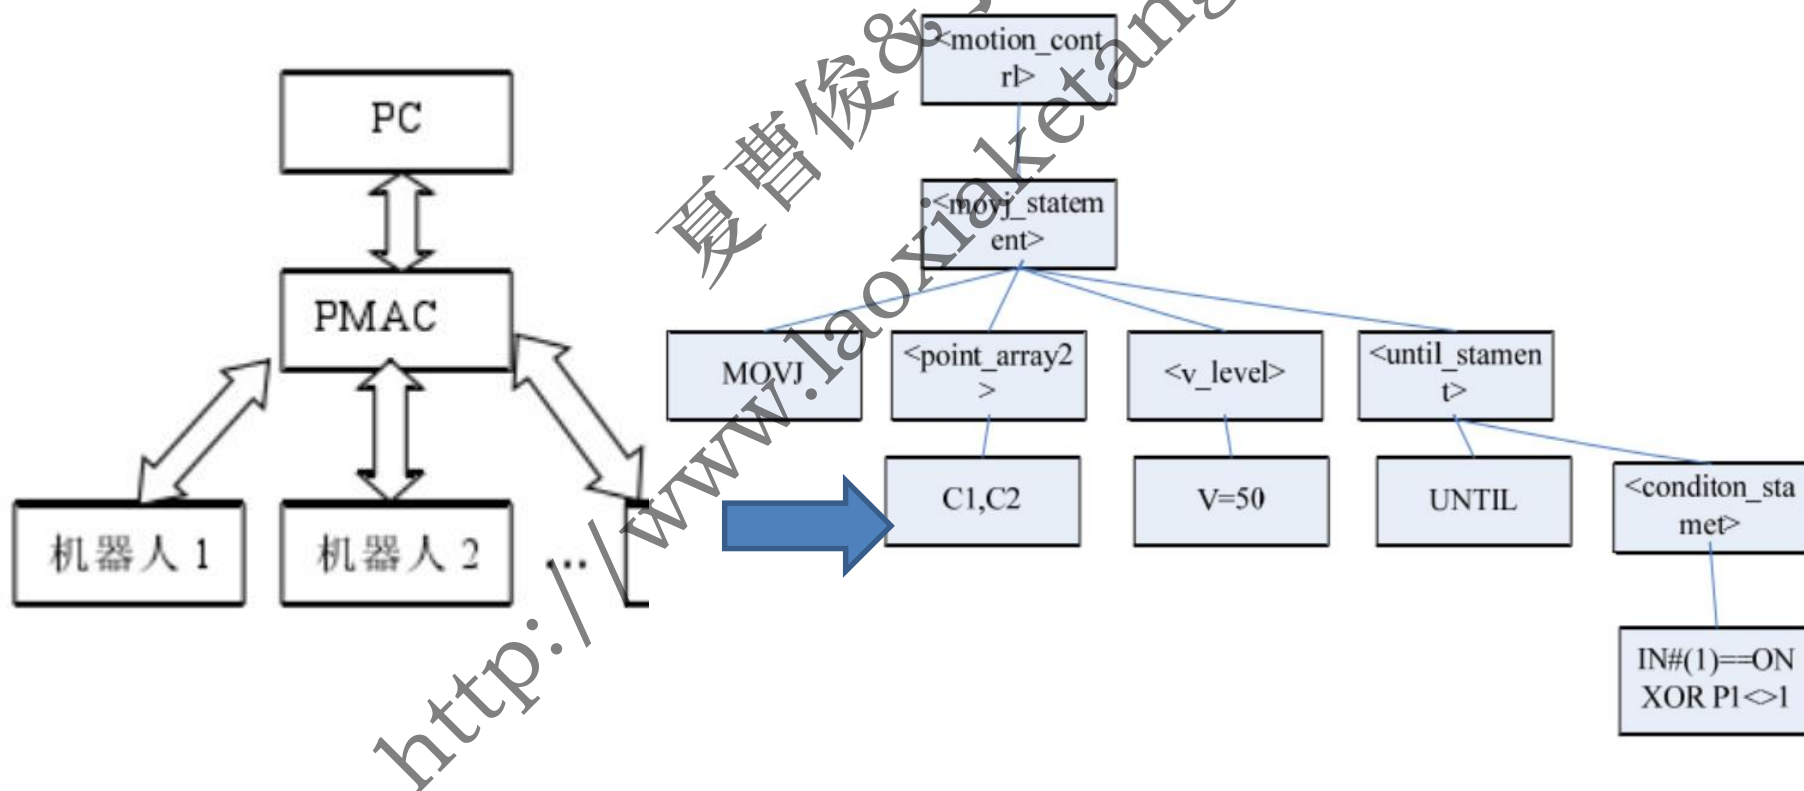 PC
PMAC
机器人 1
机器人 2
...
<motion_cont
rl>
<movj_statem
ent>
MOVJ
<point_array2
>
<v_level>
<until_stamen
t>
C1,C2
V=50
UNTIL
<conditon_sta
met>
IN#(1)==ON
XOR P1<>1
夏曹俊&
http://www.laoxiaketang